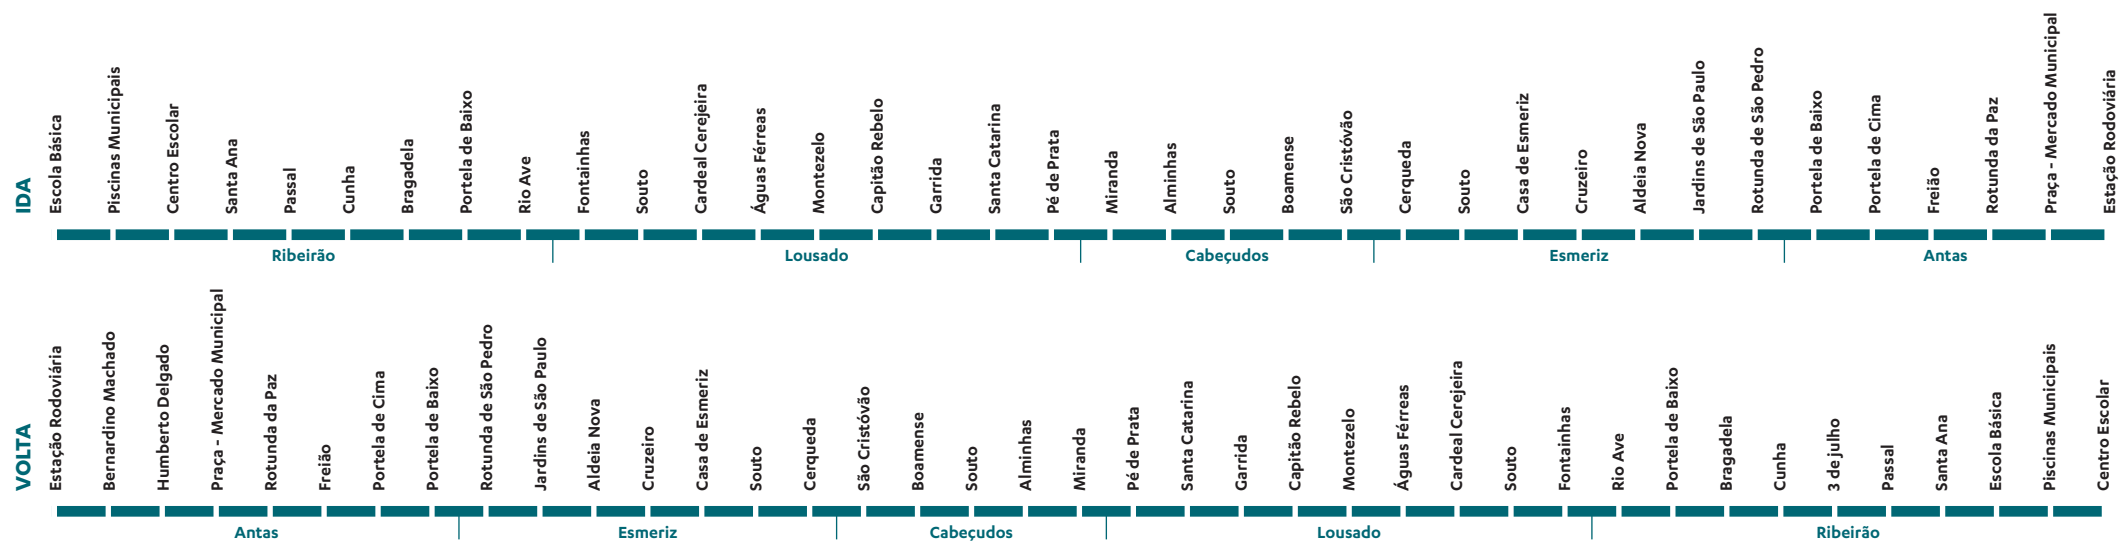 IDA
Escola Básica
Piscinas Municipais
Centro Escolar
Santa Ana
Passal
Cunha
Bragadela
Portela de Baixo
Rio Ave
Fontainhas
Souto
Cardeal Cerejeira
Águas Férreas
Montezelo
Capitão Rebelo
Garrida
Santa Catarina
Pé de Prata
Miranda
Alminhas
Souto
Boamense
São Cristóvão
Cerqueda
Souto
Casa de Esmeriz
Cruzeiro
Aldeia Nova
Jardins de São Paulo
Rotunda de São Pedro
Portela de Baixo
Portela de Cima
Freião
Rotunda da Paz
Praça - Mercado Municipal
Estação Rodoviária
Ribeirão
Lousado
Cabeçudos
Esmeriz
Antas
VOLTA
Estação Rodoviária
Bernardino Machado
Humberto Delgado
Praça - Mercado Municipal
Rotunda da Paz
Freião
Portela de Cima
Portela de Baixo
Rotunda de São Pedro
Jardins de São Paulo
Aldeia Nova
Cruzeiro
Casa de Esmeriz
Souto
Cerqueda
São Cristóvão
Boamense
Souto
Alminhas
Miranda
Pé de Prata
Santa Catarina
Garrida
Capitão Rebelo
Montezelo
Águas Férreas
Cardeal Cerejeira
Souto
Fontainhas
Rio Ave
Portela de Baixo
Bragadela
Cunha
3 de julho
Passal
Santa Ana
Escola Básica
Piscinas Municipais
Centro Escolar
Antas
Esmeriz
Cabeçudos
Lousado
Ribeirão